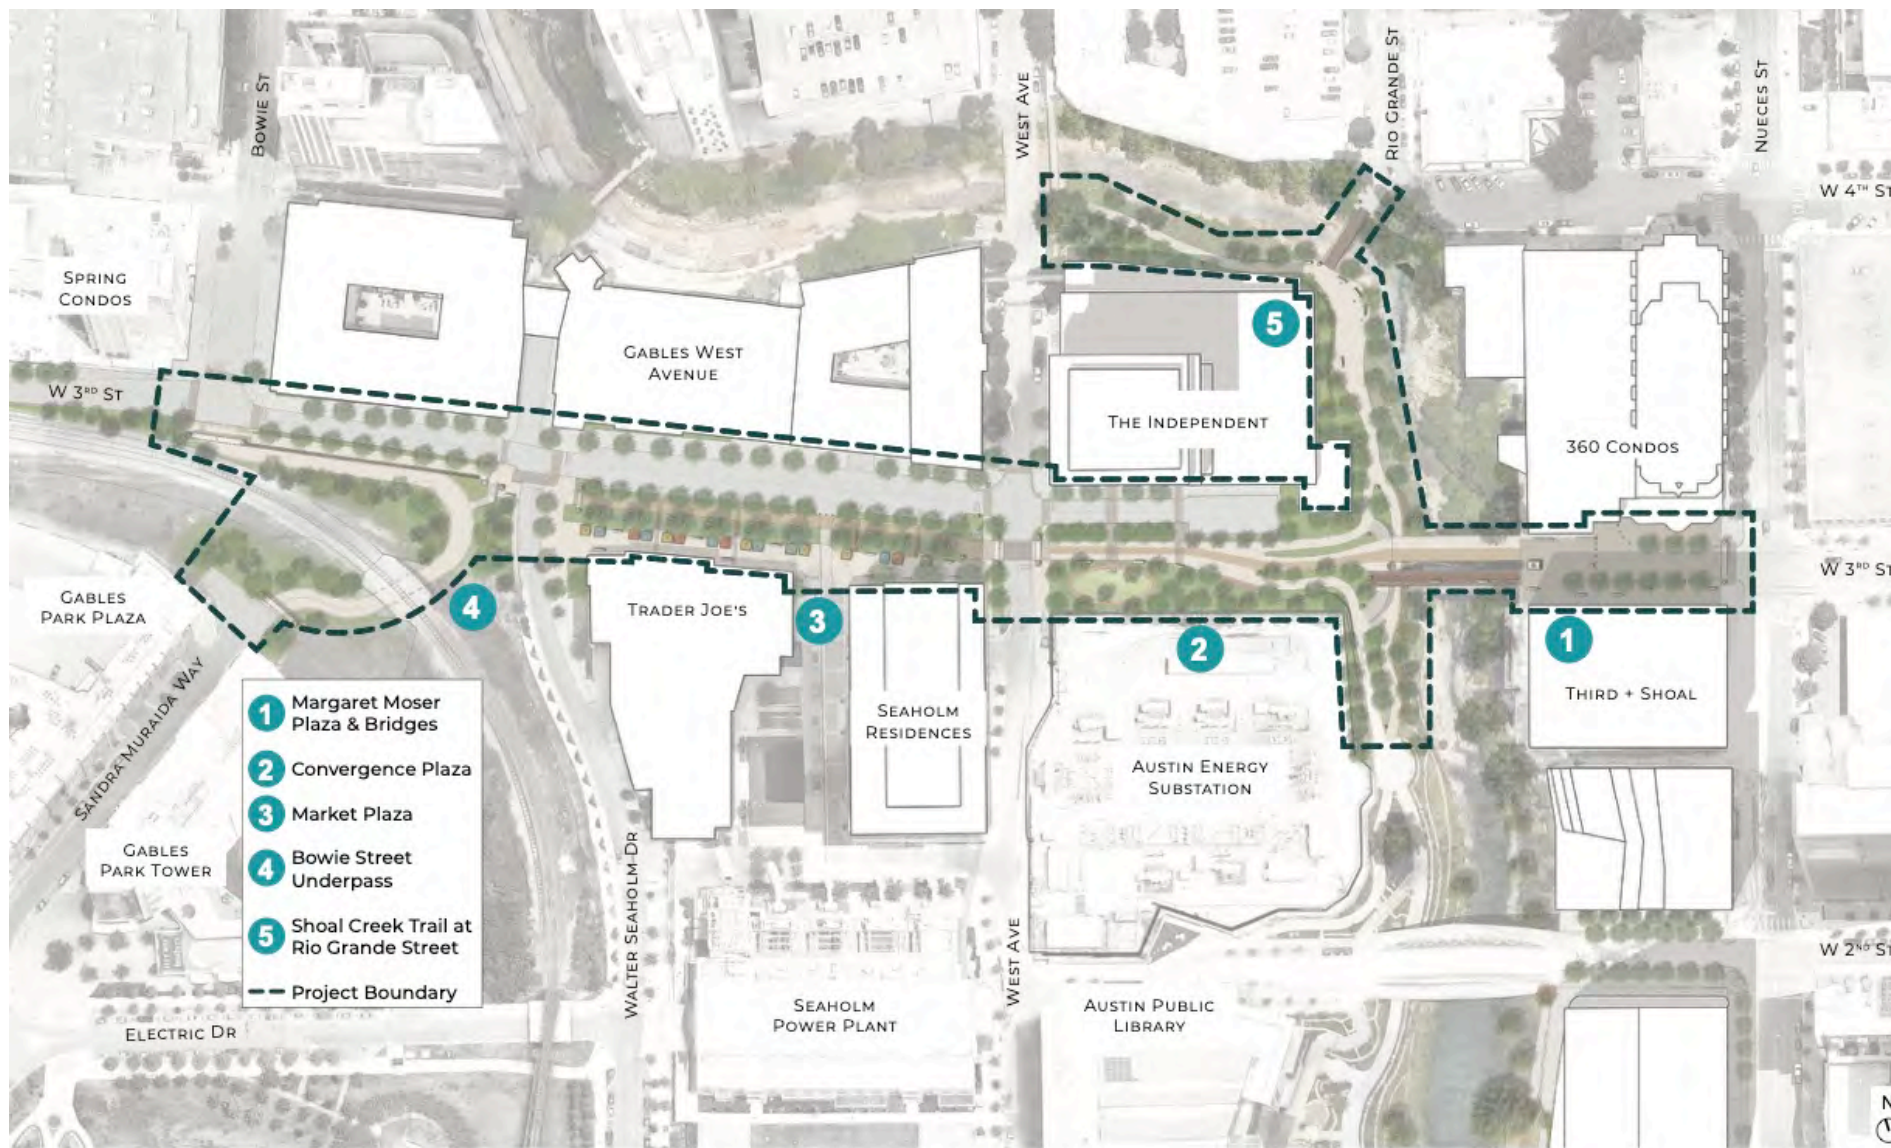 BOWIE ST
WEST AVE
RIO GRANDE ST
NUECES ST
W 4TH ST
SPRING
CONDOS
5
GABLES WEST
AVENUE
W 3RD ST
THE INDEPENDENT
360 CONDOS
W 3RD ST
GABLES
PARK PLAZA
4
TRADER JOE'S
3
2
1
THIRD + SHOAL
SEAHOLM
RESIDENCES
AUSTIN ENERGY
SUBSTATION
SANDRA MURAIDA WAY
1 Margaret Moser
Plaza & Bridges
2 Convergence Plaza
3 Market Plaza
4 Bowie Street
Underpass
5 Shoal Creek Trail at
Rio Grande Street
Project Boundary
GABLES
PARK TOWER
WALTER SEAHOLM DR
WEST AVE
W 2ND ST
SEAHOLM
POWER PLANT
AUSTIN PUBLIC
LIBRARY
ELECTRIC DR
N